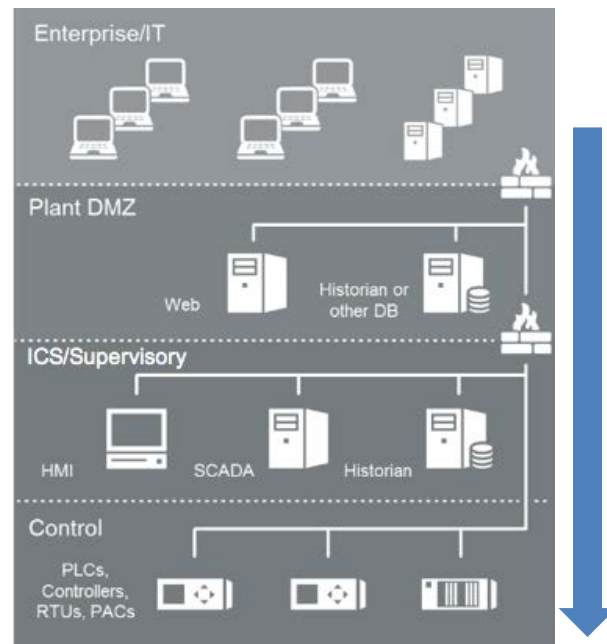 Enterprise/IT
Plant DMZ
Web
Historian or
other DB
ICS/Supervisory
HMI
SCADA
Historian
Control
PLCs,
Controllers,
RTUs, PACs